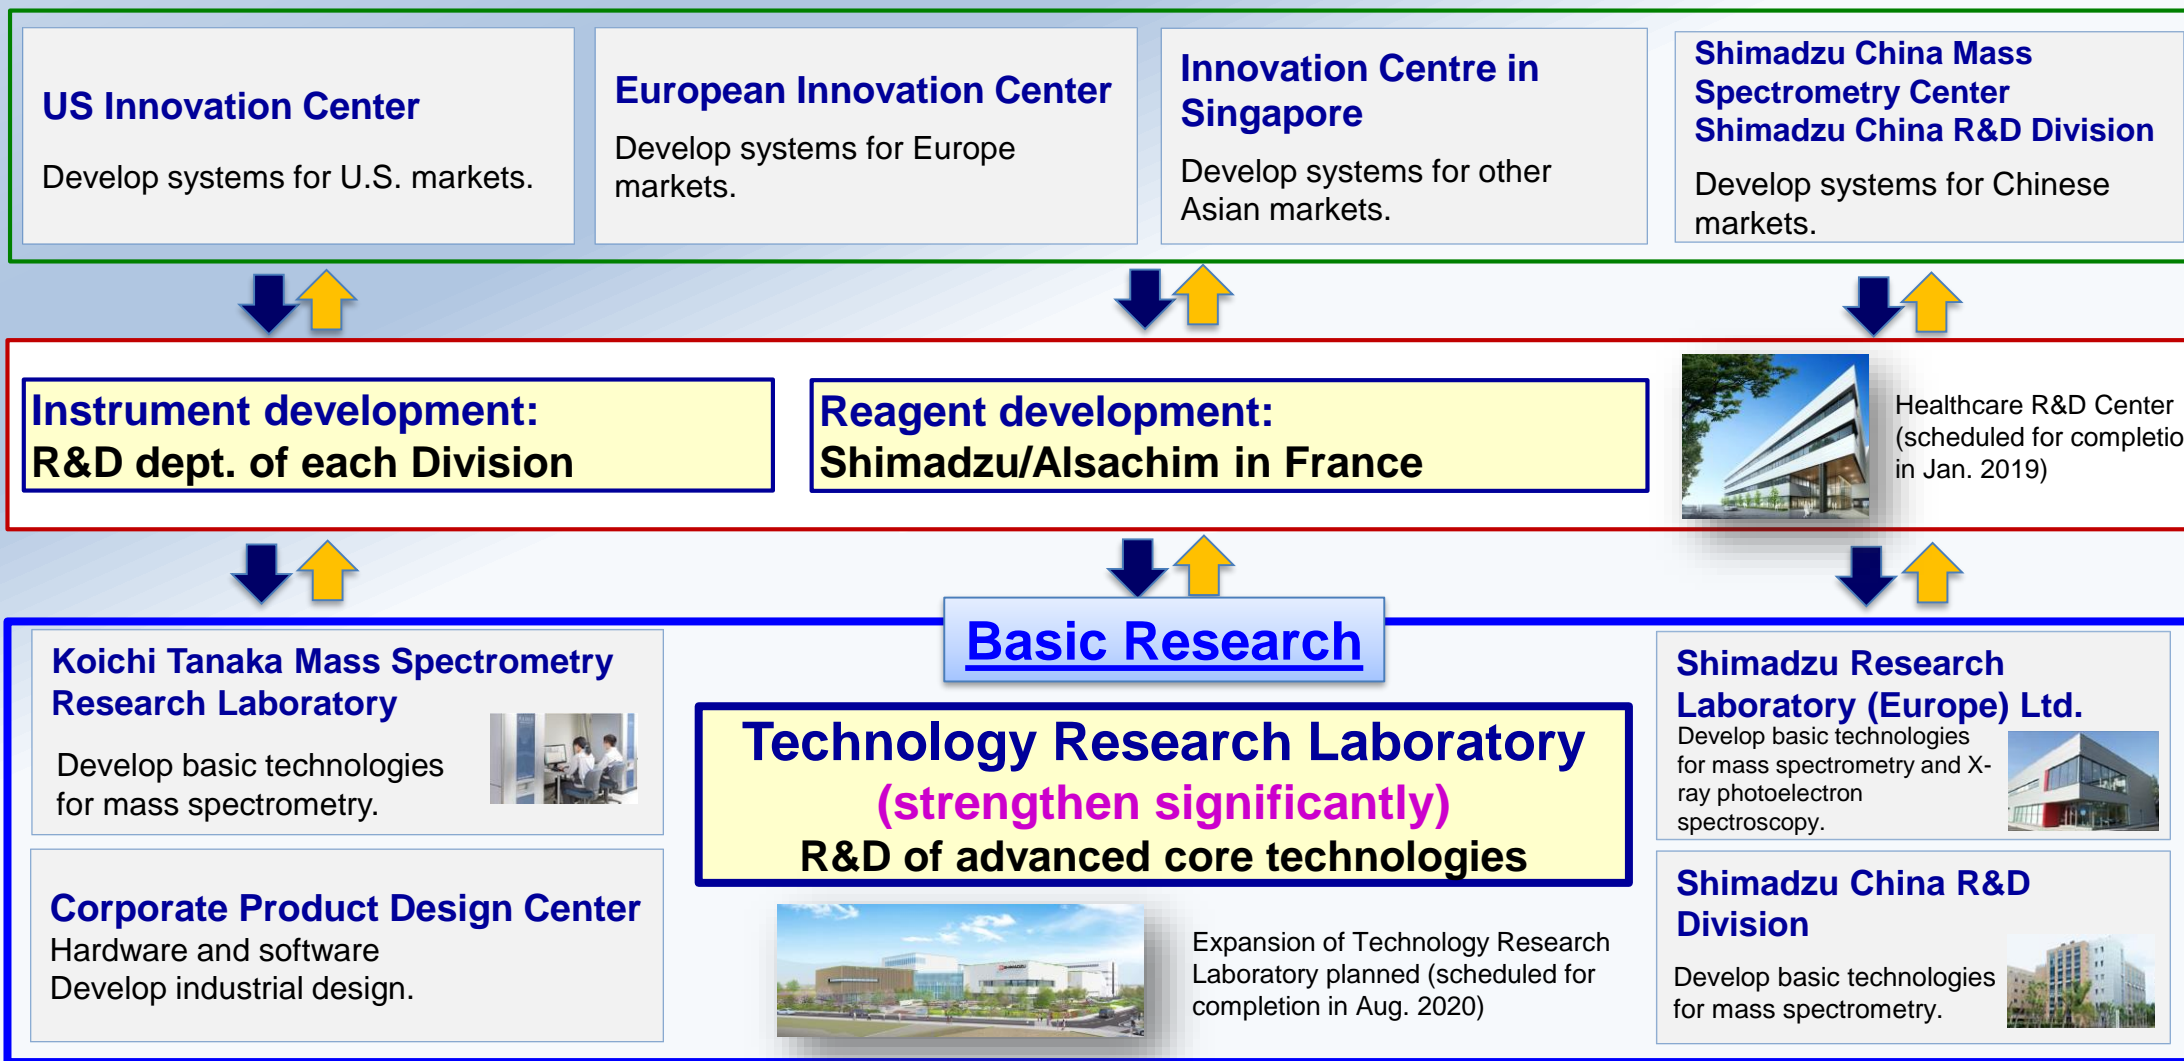 US Innovation Center
Develop systems for U.S. markets.
European Innovation Center
Develop systems for Europe
markets.
Innovation Centre in
Singapore
Develop systems for other
Asian markets.
Shimadzu China Mass
Spectrometry Center
Shimadzu China R&D Division
Develop systems for Chinese
markets.
Instrument development:
R&D dept. of each Division
Reagent development:
Shimadzu/Alsachim in France
Healthcare R&D Center
(scheduled for completio
in Jan. 2019)
Basic Research
Koichi Tanaka Mass Spectrometry
Research Laboratory
Develop basic technologies
for mass spectrometry.
Corporate Product Design Center
Hardware and software
Develop industrial design.
Technology Research Laboratory
(strengthen significantly)
R&D of advanced core technologies
SHIMADZU
Expansion of Technology Research
Laboratory planned (scheduled for
completion in Aug. 2020)
Shimadzu Research
Laboratory (Europe) Ltd.
Develop basic technologies
for mass spectrometry and X-
ray photoelectron
spectroscopy.
Shimadzu China R&D
Division
Develop basic technologies
for mass spectrometry.